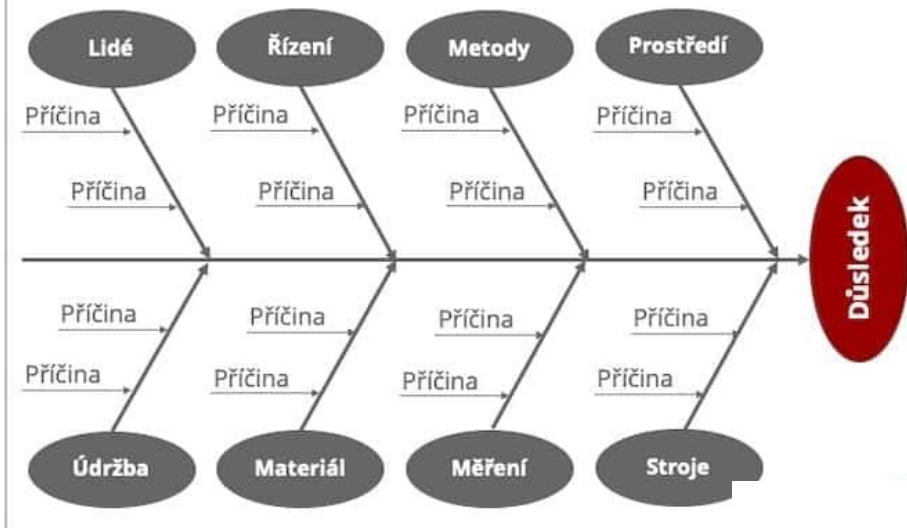 Lidé
Řízení
Metody
Prostředí
Příčina
Příčina
Příčina
Příčina
Příčina
Příčina
Příčina
Příčina
Důsledek
Příčina
Příčina
Příčina
Příčina
Příčina
Příčina
Příčina
Příčina
Údržba
Materiál
Měření
Stroje